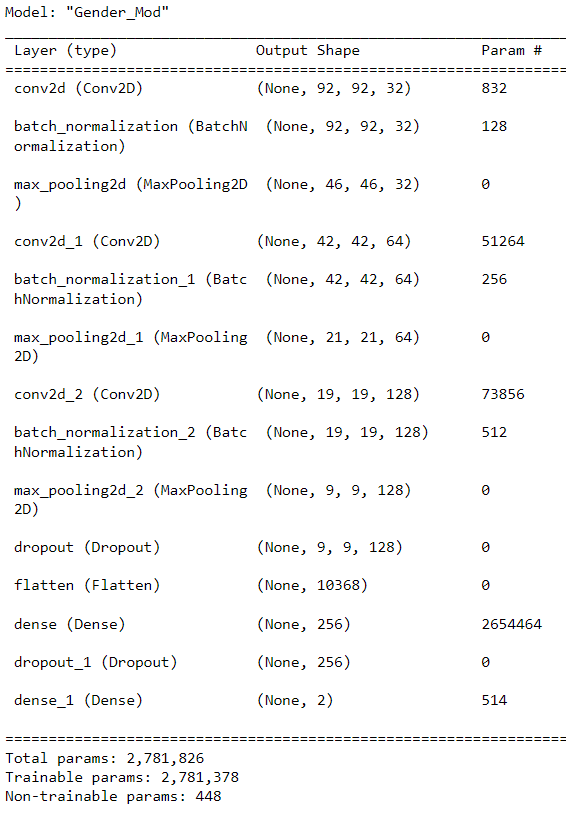 Model: "Gender_Mod"
_________________________________________________________________
Layer (type) Output Shape Param #
=================================================================
conv2d (Conv2D) (None, 92, 92, 32) 832
batch_normalization (BatchN (None, 92, 92, 32) 128
ormalization)
max_pooling2d (MaxPooling2D (None, 46, 46, 32) 0
)
conv2d_1 (Conv2D) (None, 42, 42, 64) 51264
batch_normalization_1 (Batc (None, 42, 42, 64) 256
hNormalization)
max_pooling2d_1 (MaxPooling (None, 21, 21, 64) 0
2D)
conv2d_2 (Conv2D) (None, 19, 19, 128) 73856
batch_normalization_2 (Batc (None, 19, 19, 128) 512
hNormalization)
max_pooling2d_2 (MaxPooling (None, 9, 9, 128) 0
2D)
dropout (Dropout) (None, 9, 9, 128) 0
flatten (Flatten) (None, 10368) 0
dense (Dense) (None, 256) 2654464
dropout_1 (Dropout) (None, 256) 0
dense_1 (Dense) (None, 2) 514
=================================================================
Total params: 2,781,826
Trainable params: 2,781,378
Non-trainable params: 448